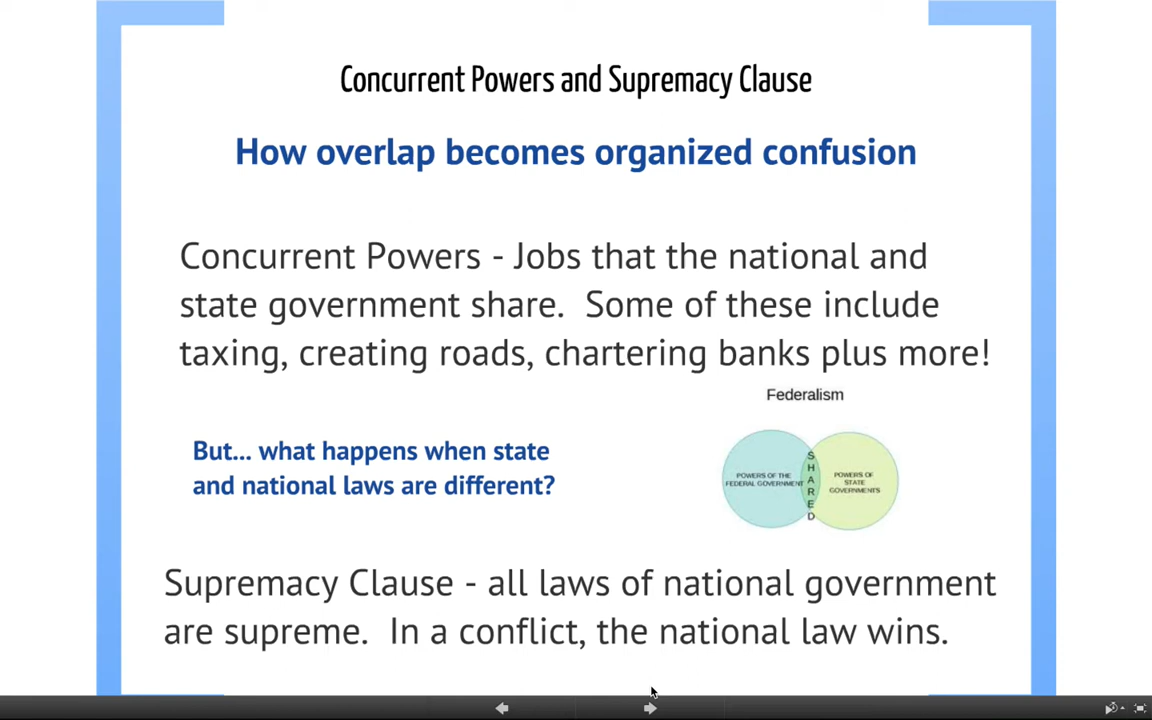 Concurrent Powers and Supremacy Clause
How overlap becomes organized confusion
Concurrent Powers - Jobs that the national and
state government share.  Some of these include
taxing, creating roads, chartering banks plus more!
Federalism
But... what happens when state
and national laws are different?
POWERS OF THE
FEDERAL GOVERNMENT
S
H
A
R
E
D
POWERS OF
STATE
GOVERNMENTS
Supremacy Clause - all laws of national government
are supreme.  In a conflict, the national law wins.